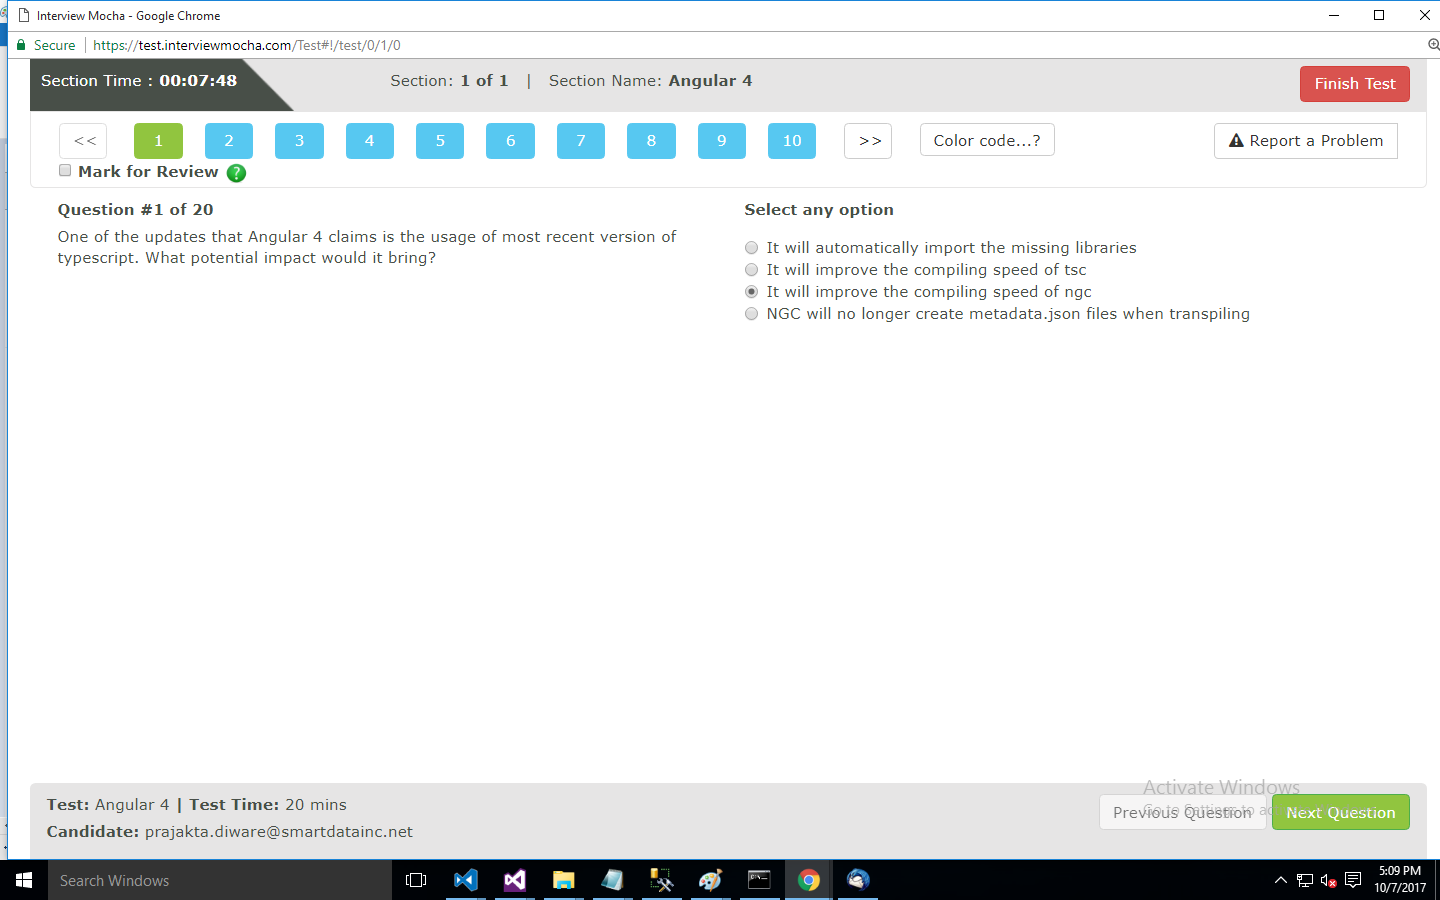 Interview Mocha - Google Chrome
Secure | https://test.interviewmocha.com/Test#!/test/0/1/0
Section Time : 00:07:48
Section: 1 of 1 | Section Name: Angular 4
Finish Test
<< 1 2 3 4 5 6 7 8 9 10 >> Color code...? Report a Problem
Mark for Review ?
Question #1 of 20
One of the updates that Angular 4 claims is the usage of most recent version of
typescript. What potential impact would it bring?
Select any option
It will automatically import the missing libraries
It will improve the compiling speed of tsc
It will improve the compiling speed of ngc
NGC will no longer create metadata.json files when transpiling
Test: Angular 4 | Test Time: 20 mins
Candidate: prajakta.diware@smartdatainc.net
Activate Windows
Go to Settings to
Previous Question
Next Question
Search Windows
5:09 PM
10/7/2017